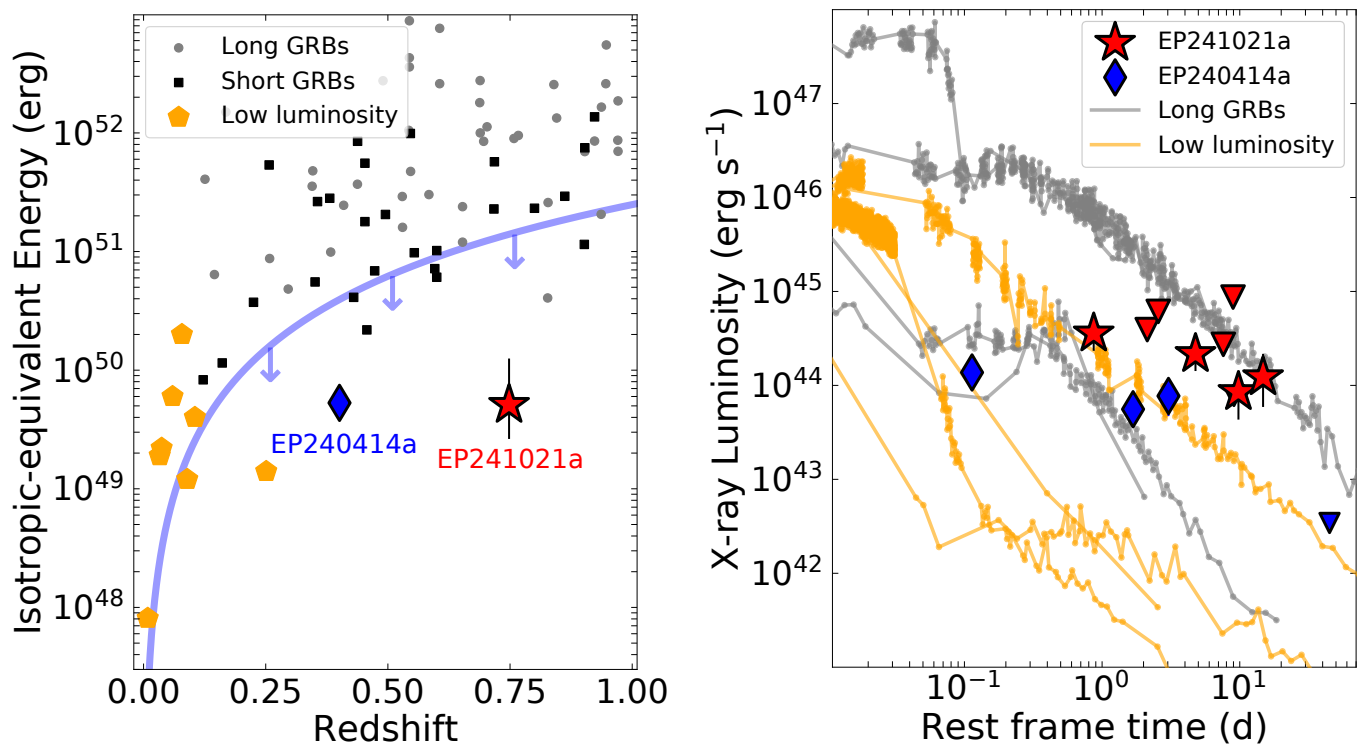 Isotropic-equivalent Energy (erg)
10^52
10^51
10^50
10^49
10^48
Long GRBs
Short GRBs
Low luminosity
EP240414a
EP241021a
0.00 0.25 0.50 0.75 1.00
Redshift
X-ray Luminosity (erg s^−1)
10^47
10^46
10^45
10^44
10^43
10^42
EP241021a
EP240414a
Long GRBs
Low luminosity
10^−1 10^0 10^1
Rest frame time (d)